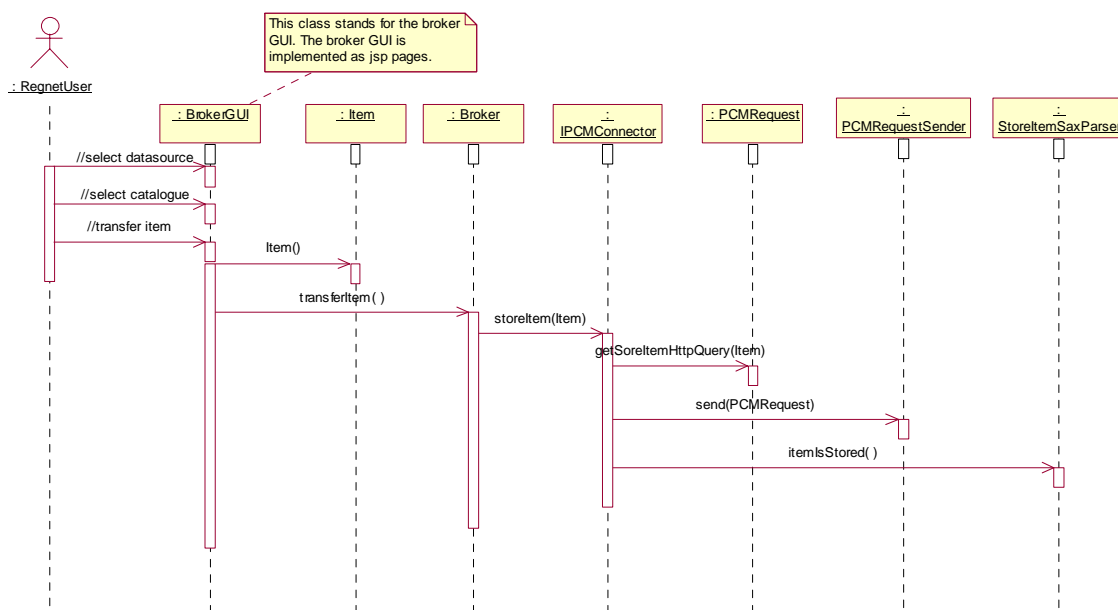 This class stands for the broker
GUI. The broker GUI is
implemented as jsp pages.
: RegnetUser
: BrokerGUI
: Item
: Broker
:
IPCMConnector
: PCMRequest
:
PCMRequestSender
:
StoreItemSaxParser
//select datasource
//select catalogue
//transfer item
Item()
transferItem( )
storeItem(Item)
getSoreItemHttpQuery(Item)
send(PCMRequest)
itemIsStored( )